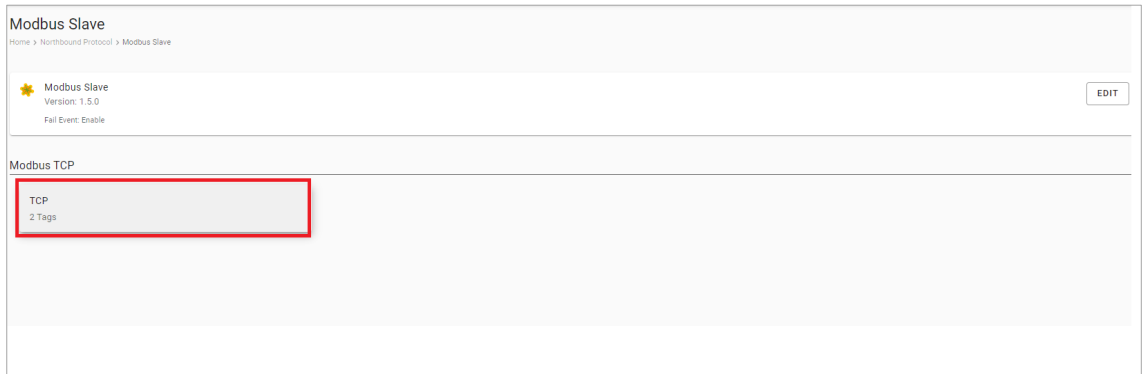 Modbus Slave
Home > Northbound Protocol > Modbus Slave
Modbus Slave
Version: 1.5.0
EDIT
Fail Event: Enable
Modbus TCP
TCP
2 Tags